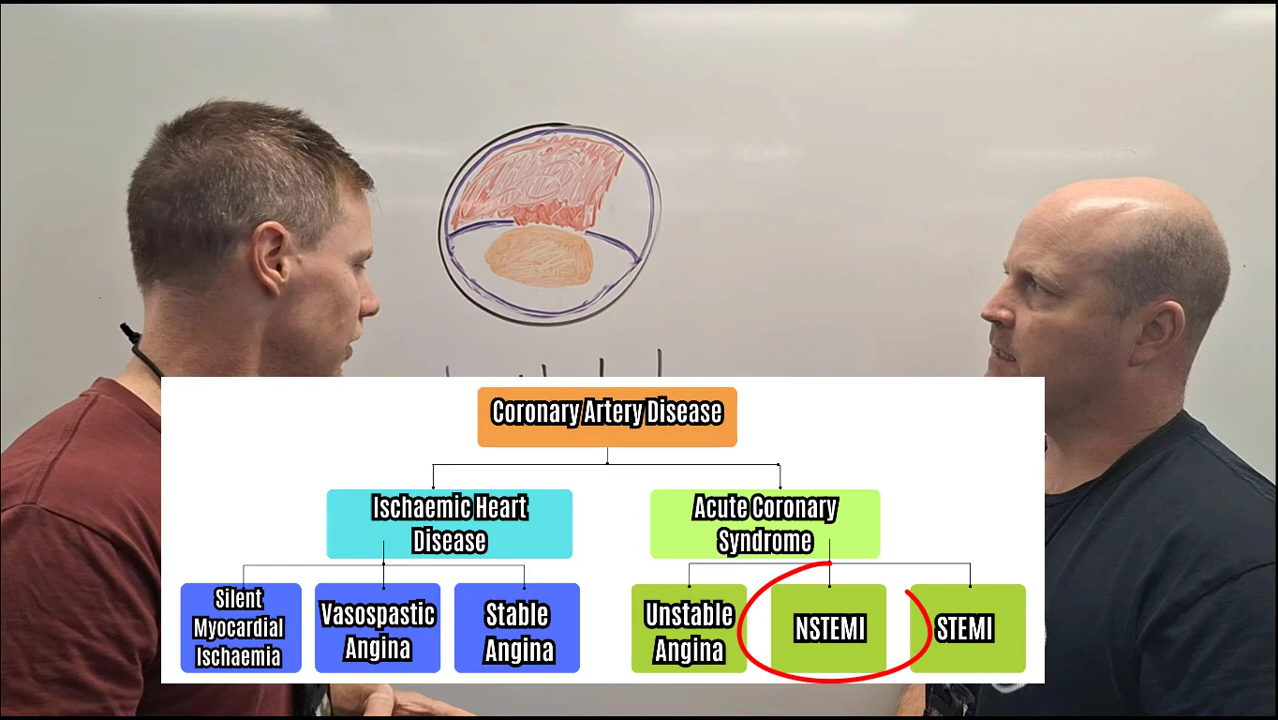 Coronary Artery Disease
Ischaemic Heart
Disease
Acute Coronary
Syndrome
Silent
Myocardial
Ischaemia
Vasospastic
Angina
Stable
Angina
Unstable
Angina
NSTEMI
STEMI